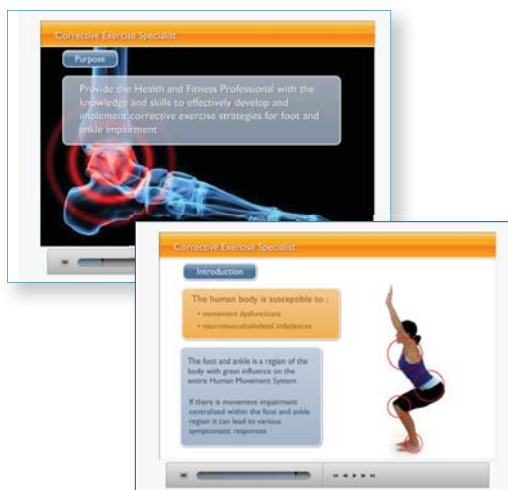 Corrective Exercise Specialist
Purpose
Provide the Health and Fitness Professional with the
knowledge and skills to effectively develop and
implement corrective exercise strategies for foot and
ankle impairment
Corrective Exercise Specialist
Introduction
The human body is susceptible to :
• movement dysfunctions
• neuromusculoskeletal imbalances
The foot and ankle is a region of the
body with great influence on the
entire Human Movement System
If there is movement impairment
centralized within the foot and ankle
region it can lead to various
symptomatic responses